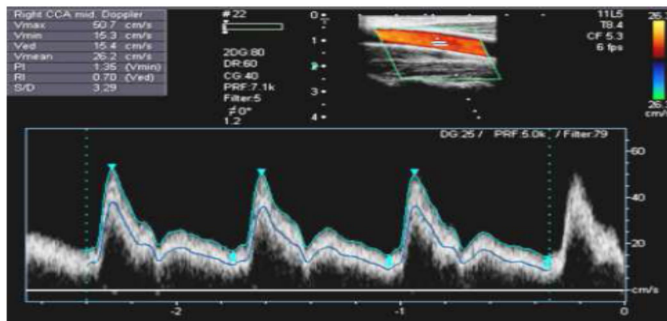 Right CCA mid. Doppler
Vmax 50.7 cm/s
Vmin 15.3 cm/s
Ved 15.4 cm/s
Vmean 26.2 cm/s
PI 1.35 (Vmin)
RI 0.70 (Ved)
S/D 3.29
#22
2DG:80
DR:60
CG:40
PRF:7.1k
Filter:5
≠0°
1.2
0
1
2
3
4
11L5
T8.4
CF 5.3
6 fps
26.
26.
cm/s
DG:25 / PRF:5.0k / Filter:79
60
40
20
cm/s
-2
-1
0